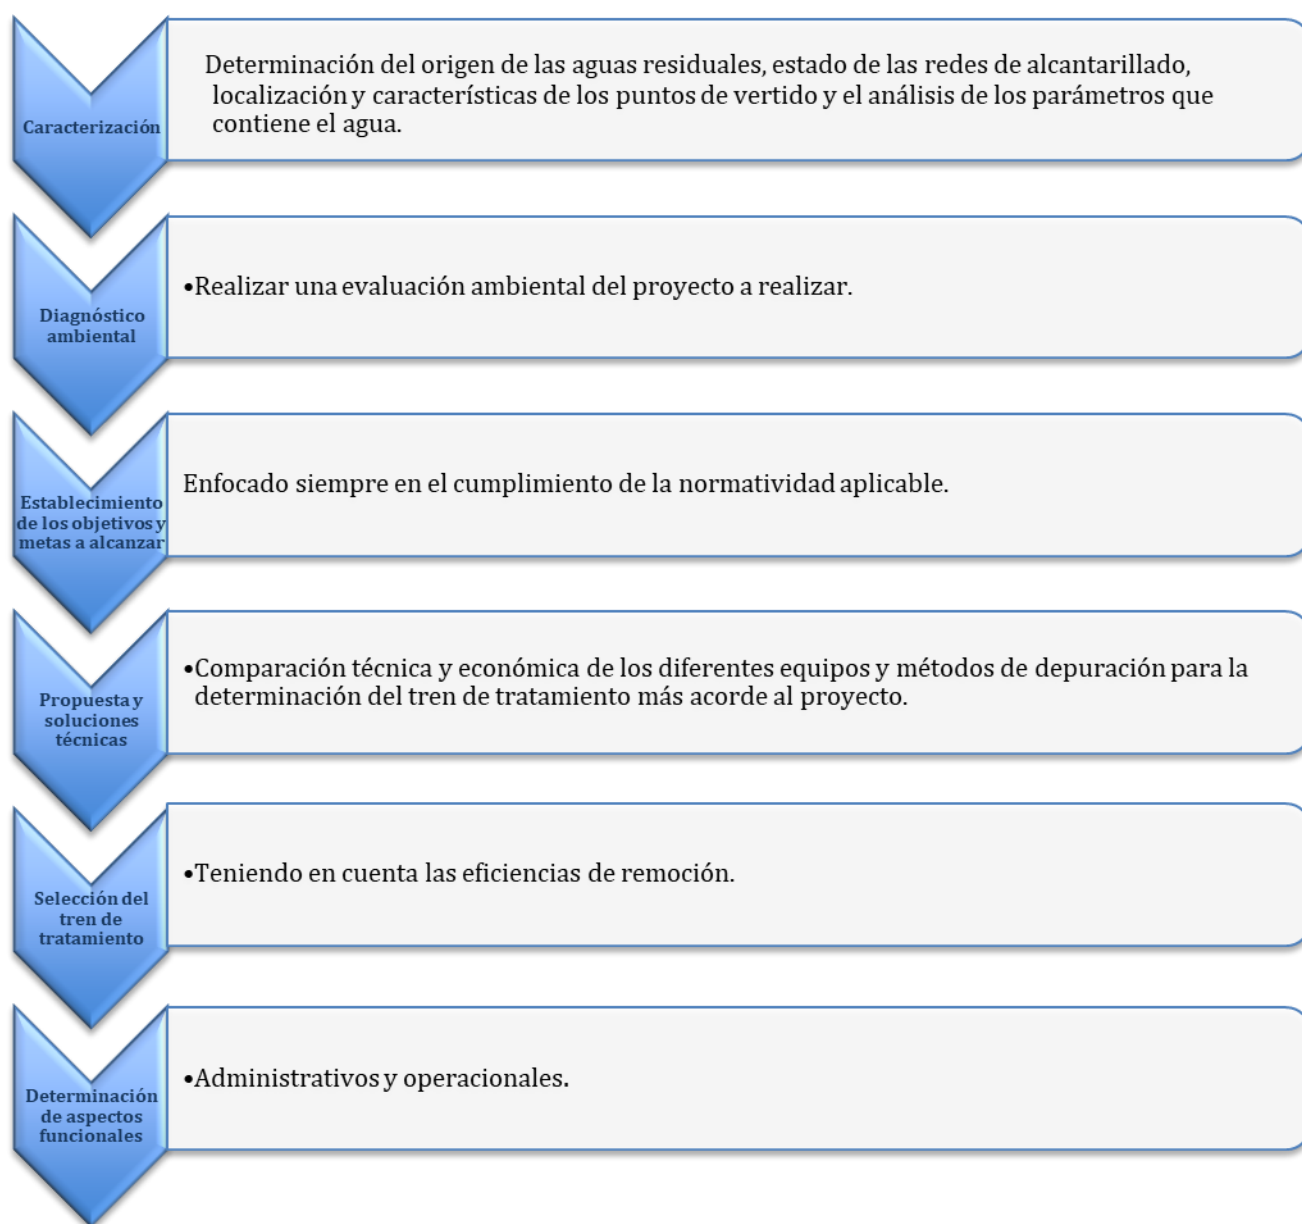 Caracterización
Determinación del origen de las aguas residuales, estado de las redes de alcantarillado,
localización y características de los puntos de vertido y el análisis de los parámetros que
contiene el agua.
Diagnóstico
ambiental
•Realizar una evaluación ambiental del proyecto a realizar.
Establecimiento
de los objetivos y
metas a alcanzar
Enfocado siempre en el cumplimiento de la normatividad aplicable.
Propuesta y
soluciones
técnicas
•Comparación técnica y económica de los diferentes equipos y métodos de depuración para la
determinación del tren de tratamiento más acorde al proyecto.
Selección del
tren de
tratamiento
•Teniendo en cuenta las eficiencias de remoción.
Determinación
de aspectos
funcionales
•Administrativos y operacionales.